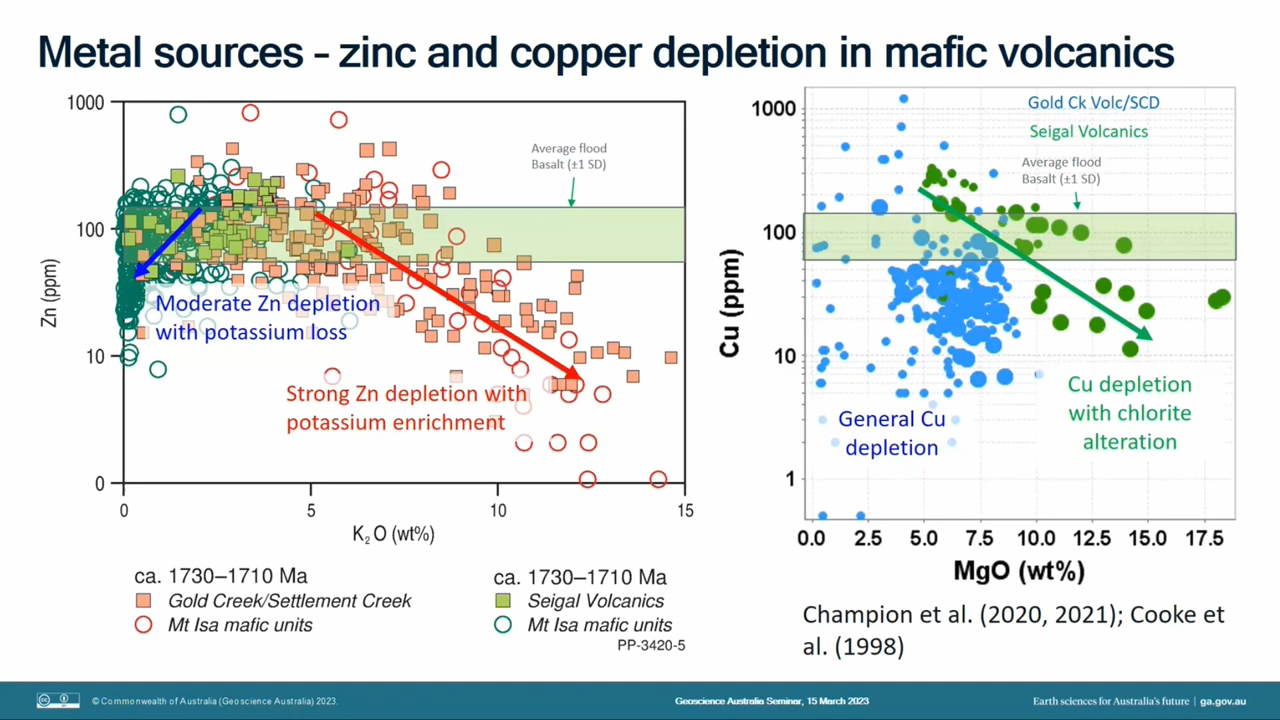 Metal sources – zinc and copper depletion in mafic volcanics
1000
100
10
0
Zn (ppm)
0
5
10
15
K2O (wt%)
Average flood
Basalt (±1 SD)
Moderate Zn depletion
with potassium loss
Strong Zn depletion with
potassium enrichment
ca. 1730–1710 Ma
Gold Creek/Settlement Creek
Mt Isa mafic units
ca. 1730–1710 Ma
Seigal Volcanics
Mt Isa mafic units
PP-3420-5
1000
100
10
1
Cu (ppm)
0.0
2.5
5.0
7.5
10.0
12.5
15.0
17.5
MgO (wt%)
Gold Ck Volc/SCD
Seigal Volcanics
Average flood
Basalt (±1 SD)
General Cu
depletion
Cu depletion
with chlorite
alteration
Champion et al. (2020, 2021); Cooke et
al. (1998)
cc
© Commonwealth of Australia (Geoscience Australia) 2023.
Geoscience Australia Seminar, 15 March 2023
Earth sciences for Australia's future | ga.gov.au